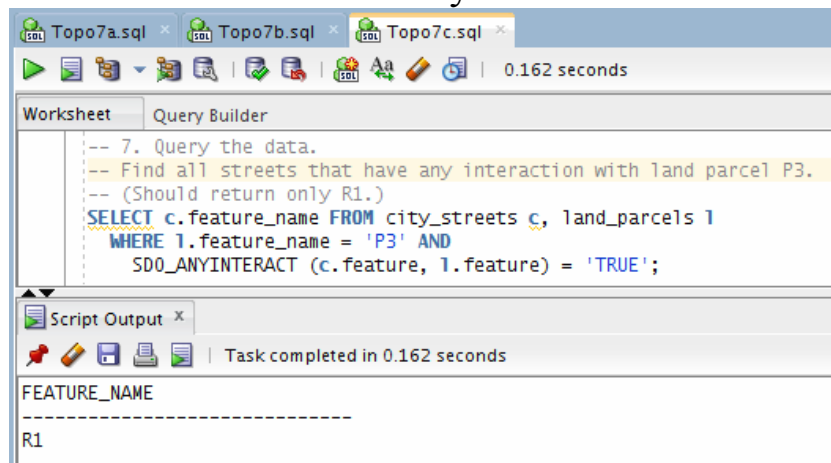 Topo7a.sql Topo7b.sql Topo7c.sql
0.162 seconds
Worksheet Query Builder
-- 7. Query the data.
-- Find all streets that have any interaction with land parcel P3.
-- (Should return only R1.)
SELECT c.feature_name FROM city_streets c, land_parcels l
WHERE l.feature_name = 'P3' AND
SDO_ANYINTERACT (c.feature, l.feature) = 'TRUE';
Script Output
Task completed in 0.162 seconds
FEATURE_NAME
------------------------------
R1